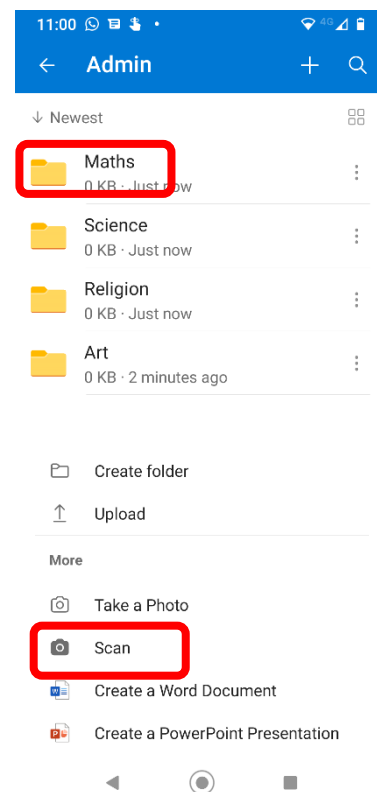 11:00 4G
Admin
Newest
Maths
0 KB · Just now
Science
0 KB · Just now
Religion
0 KB · Just now
Art
0 KB · 2 minutes ago
Create folder
Upload
More
Take a Photo
Scan
Create a Word Document
Create a PowerPoint Presentation